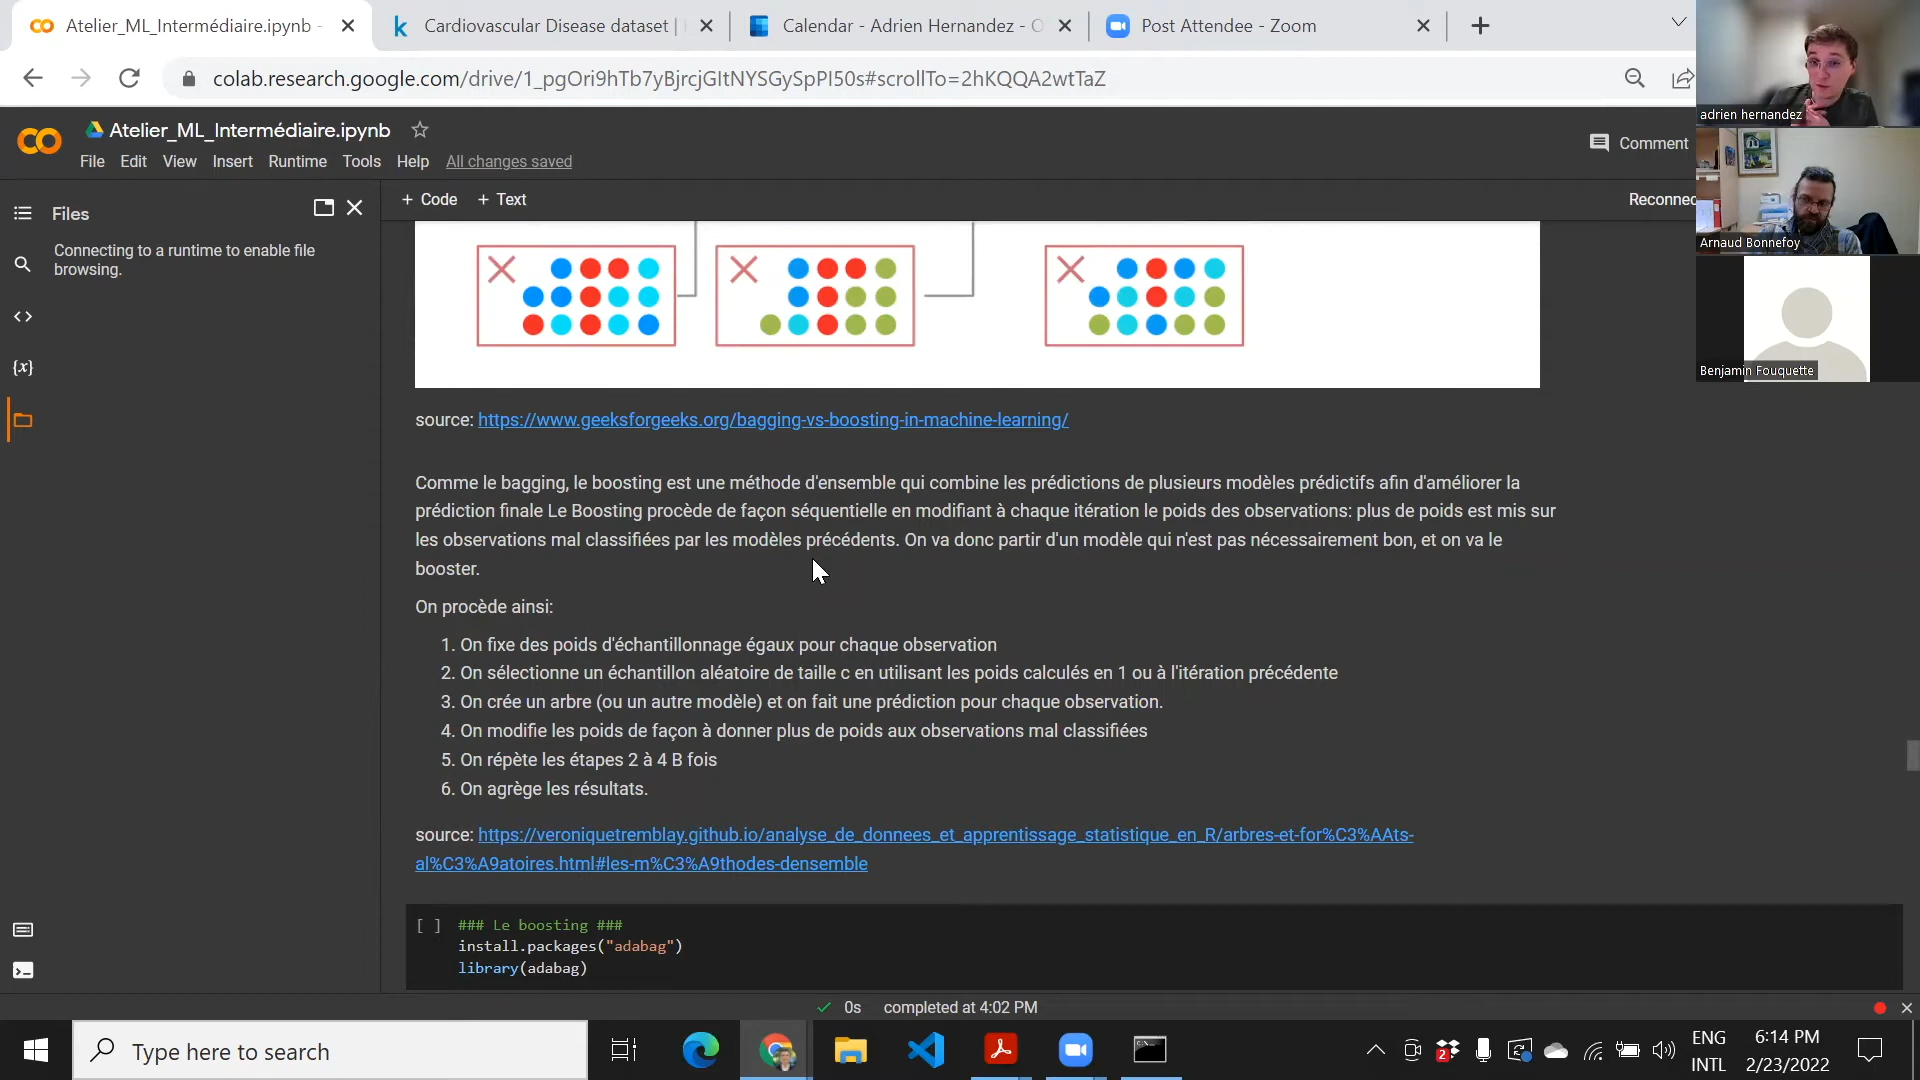 Atelier_ML_Intermédiaire.ipynb -
Cardiovascular Disease dataset |
Calendar - Adrien Hernandez - O
Post Attendee - Zoom
colab.research.google.com/drive/1_pgOri9hTb7yBjrcjGItNYSGySpPI50s#scrollTo=2hKQQA2wtTaZ
adrien hernandez
Atelier_ML_Intermédiaire.ipynb
Comment
File Edit View Insert Runtime Tools Help All changes saved
Files
+ Code + Text
Reconnec
Arnaud Bonnefoy
Connecting to a runtime to enable file
browsing.
Benjamin Fouquette
source: https://www.geeksforgeeks.org/bagging-vs-boosting-in-machine-learning/
Comme le bagging, le boosting est une méthode d'ensemble qui combine les prédictions de plusieurs modèles prédictifs afin d'améliorer la
prédiction finale Le Boosting procède de façon séquentielle en modifiant à chaque itération le poids des observations: plus de poids est mis sur
les observations mal classifiées par les modèles précédents. On va donc partir d'un modèle qui n'est pas nécessairement bon, et on va le
booster.
On procède ainsi:
1. On fixe des poids d'échantillonnage égaux pour chaque observation
2. On sélectionne un échantillon aléatoire de taille c en utilisant les poids calculés en 1 ou à l'itération précédente
3. On crée un arbre (ou un autre modèle) et on fait une prédiction pour chaque observation.
4. On modifie les poids de façon à donner plus de poids aux observations mal classifiées
5. On répète les étapes 2 à 4 B fois
6. On agrège les résultats.
source: https://veroniquetremblay.github.io/analyse_de_donnees_et_apprentissage_statistique_en_R/arbres-et-for%C3%AAts-
al%C3%A9atoires.html#les-m%C3%A9thodes-densemble
[ ] ### Le boosting ###
install.packages("adabag")
library(adabag)
0s completed at 4:02 PM
Type here to search
2
ENG
INTL
6:14 PM
2/23/2022